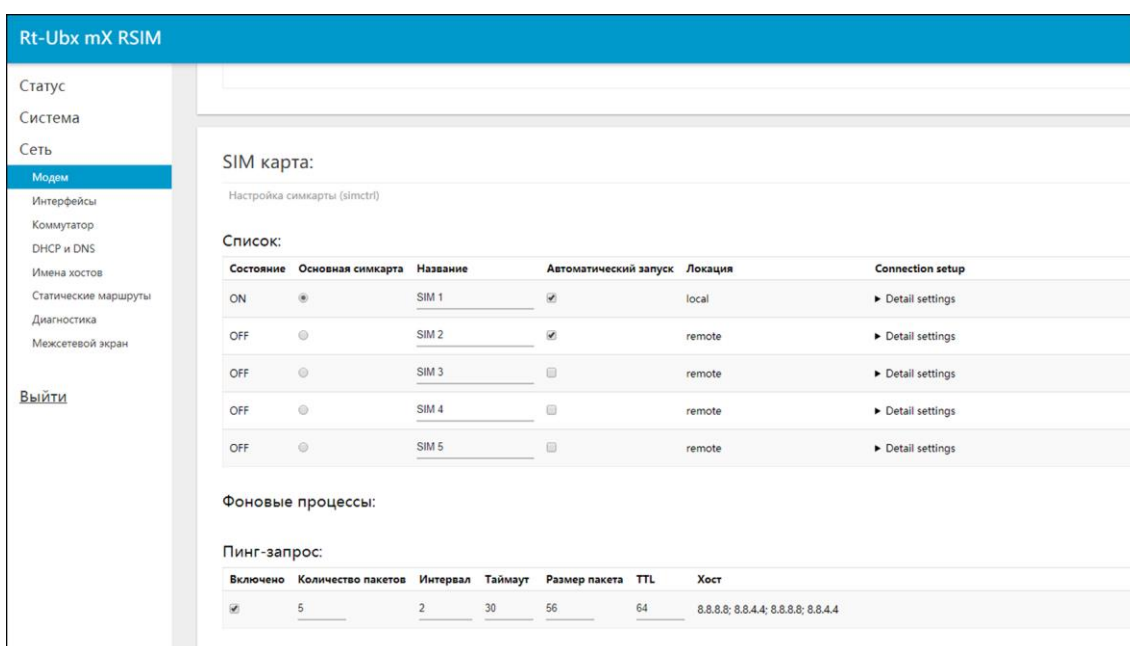 Rt-Ubx mX RSIM
Статус
Система
Сеть
Модем
Интерфейсы
Коммутатор
DHCP и DNS
Имена хостов
Статические маршруты
Диагностика
Межсетевой экран
Выйти
SIM карта:
Настройка симкарты (simctrl)
Список:
Состояние Основная симкарта Название Автоматический запуск Локация Connection setup
ON SIM 1 local ► Detail settings
OFF SIM 2 remote ► Detail settings
OFF SIM 3 remote ► Detail settings
OFF SIM 4 remote ► Detail settings
OFF SIM 5 remote ► Detail settings
Фоновые процессы:
Пинг-запрос:
Включено Количество пакетов Интервал Таймаут Размер пакета TTL Хост
5 2 30 56 64 8.8.8.8; 8.8.4.4; 8.8.8.8; 8.8.4.4